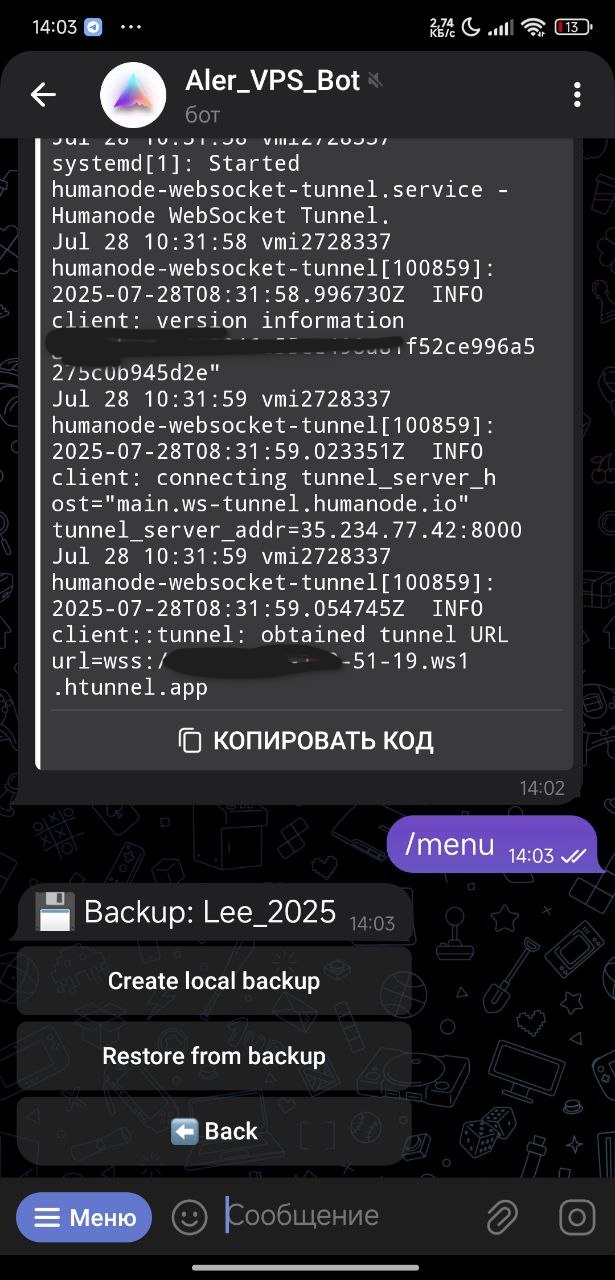 14:03
2,74
КБ/с
13
Aler_VPS_Bot
бот
Jul 28 10:31:58 vmi2728337
systemd[1]: Started
humanode-websocket-tunnel.service -
Humanode WebSocket Tunnel.
Jul 28 10:31:58 vmi2728337
humanode-websocket-tunnel[100859]:
2025-07-28T08:31:58.996730Z  INFO
client: version information
f52ce996a5
275c0b945d2e"
Jul 28 10:31:59 vmi2728337
humanode-websocket-tunnel[100859]:
2025-07-28T08:31:59.023351Z  INFO
client: connecting tunnel_server_h
ost="main.ws-tunnel.humanode.io"
tunnel_server_addr=35.234.77.42:8000
Jul 28 10:31:59 vmi2728337
humanode-websocket-tunnel[100859]:
2025-07-28T08:31:59.054745Z  INFO
client::tunnel: obtained tunnel URL
url=wss:/ -51-19.ws1
.htunnel.app
КОПИРОВАТЬ КОД
14:02
/menu 14:03
Backup: Lee_2025 14:03
Create local backup
Restore from backup
Back
Меню
Сообщение